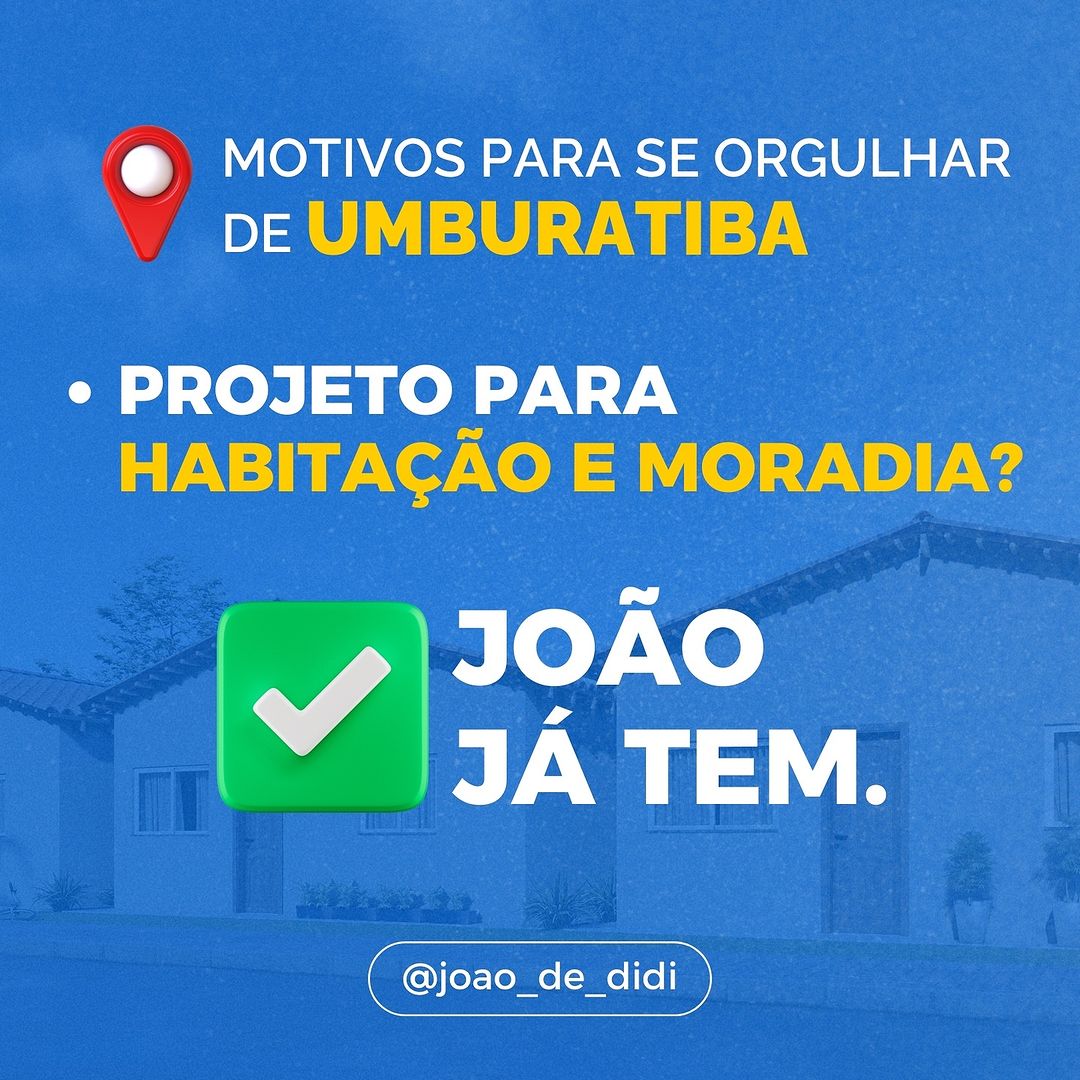 MOTIVOS PARA SE ORGULHAR
DE UMBURATIBA
• PROJETO PARA
HABITAÇÃO E MORADIA?
JOÃO
JÁ TEM.
@joao_de_didi